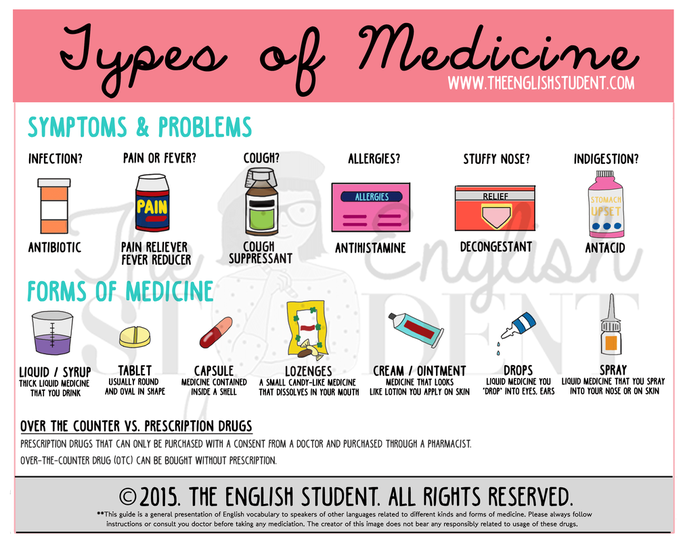 Types of Medicine
WWW.THEENGLISHSTUDENT.COM
SYMPTOMS & PROBLEMS
INFECTION? PAIN OR FEVER? COUGH? ALLERGIES? STUFFY NOSE? INDIGESTION?
PAIN ALLERGIES RELIEF STOMACH UPSET
ANTIBIOTIC PAIN RELIEVER COUGH ANTIHISTAMINE DECONGESTANT ANTACID
FEVER REDUCER SUPPRESSANT
The English STUDENT
FORMS OF MEDICINE
LIQUID / SYRUP TABLET CAPSULE LOZENGES CREAM / OINTMENT DROPS SPRAY
THICK LIQUID MEDICINE USUALLY ROUND MEDICINE CONTAINED A SMALL CANDY-LIKE MEDICINE MEDICINE THAT LOOKS LIQUID MEDICINE YOU LIQUID MEDICINE THAT YOU SPRAY
THAT YOU DRINK AND OVAL IN SHAPE INSIDE A SHELL THAT DISSOLVES IN YOUR MOUTH LIKE LOTION YOU APPLY ON SKIN "DROP" INTO EYES, EARS INTO YOUR NOSE OR ON SKIN
OVER THE COUNTER VS. PRESCRIPTION DRUGS
PRESCRIPTION DRUGS THAT CAN ONLY BE PURCHASED WITH A CONSENT FROM A DOCTOR AND PURCHASED THROUGH A PHARMACIST.
OVER-THE-COUNTER DRUG (OTC) CAN BE BOUGHT WITHOUT PRESCRIPTION.
©2015. THE ENGLISH STUDENT. ALL RIGHTS RESERVED.
**This guide is a general presentation of English vocabulary to speakers of other languages related to different kinds and forms of medicine. Please always follow
instructions or consult you doctor before taking any mediciation. The creator of this image does not bear any responsibly related to usage of these drugs.